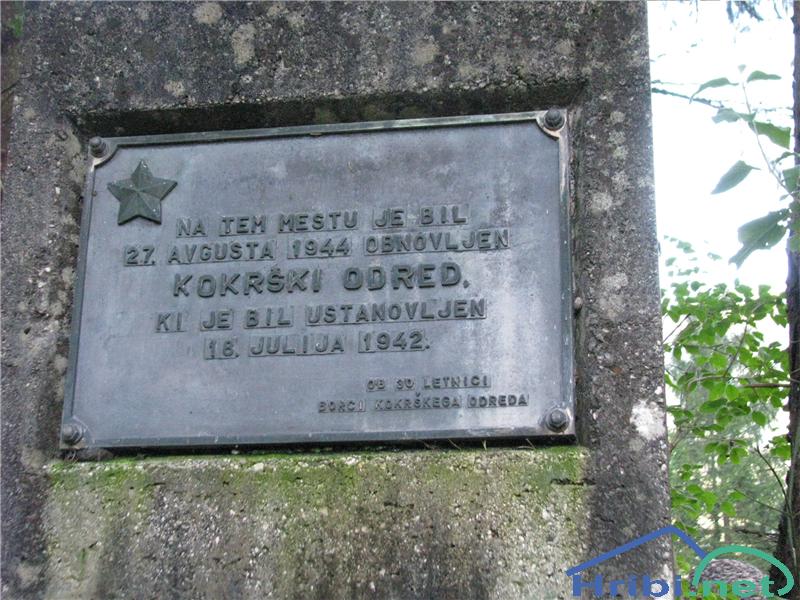 NA TEM MESTU JE BIL
27. AVGUSTA 1944 OBNOVLJEN
KOKRŠKI ODRED,
KI JE BIL USTANOVLJEN
16. JULIJA 1942.
OB 30 LETNICI
BORCI KOKRŠKEGA ODREDA
Hribi.net